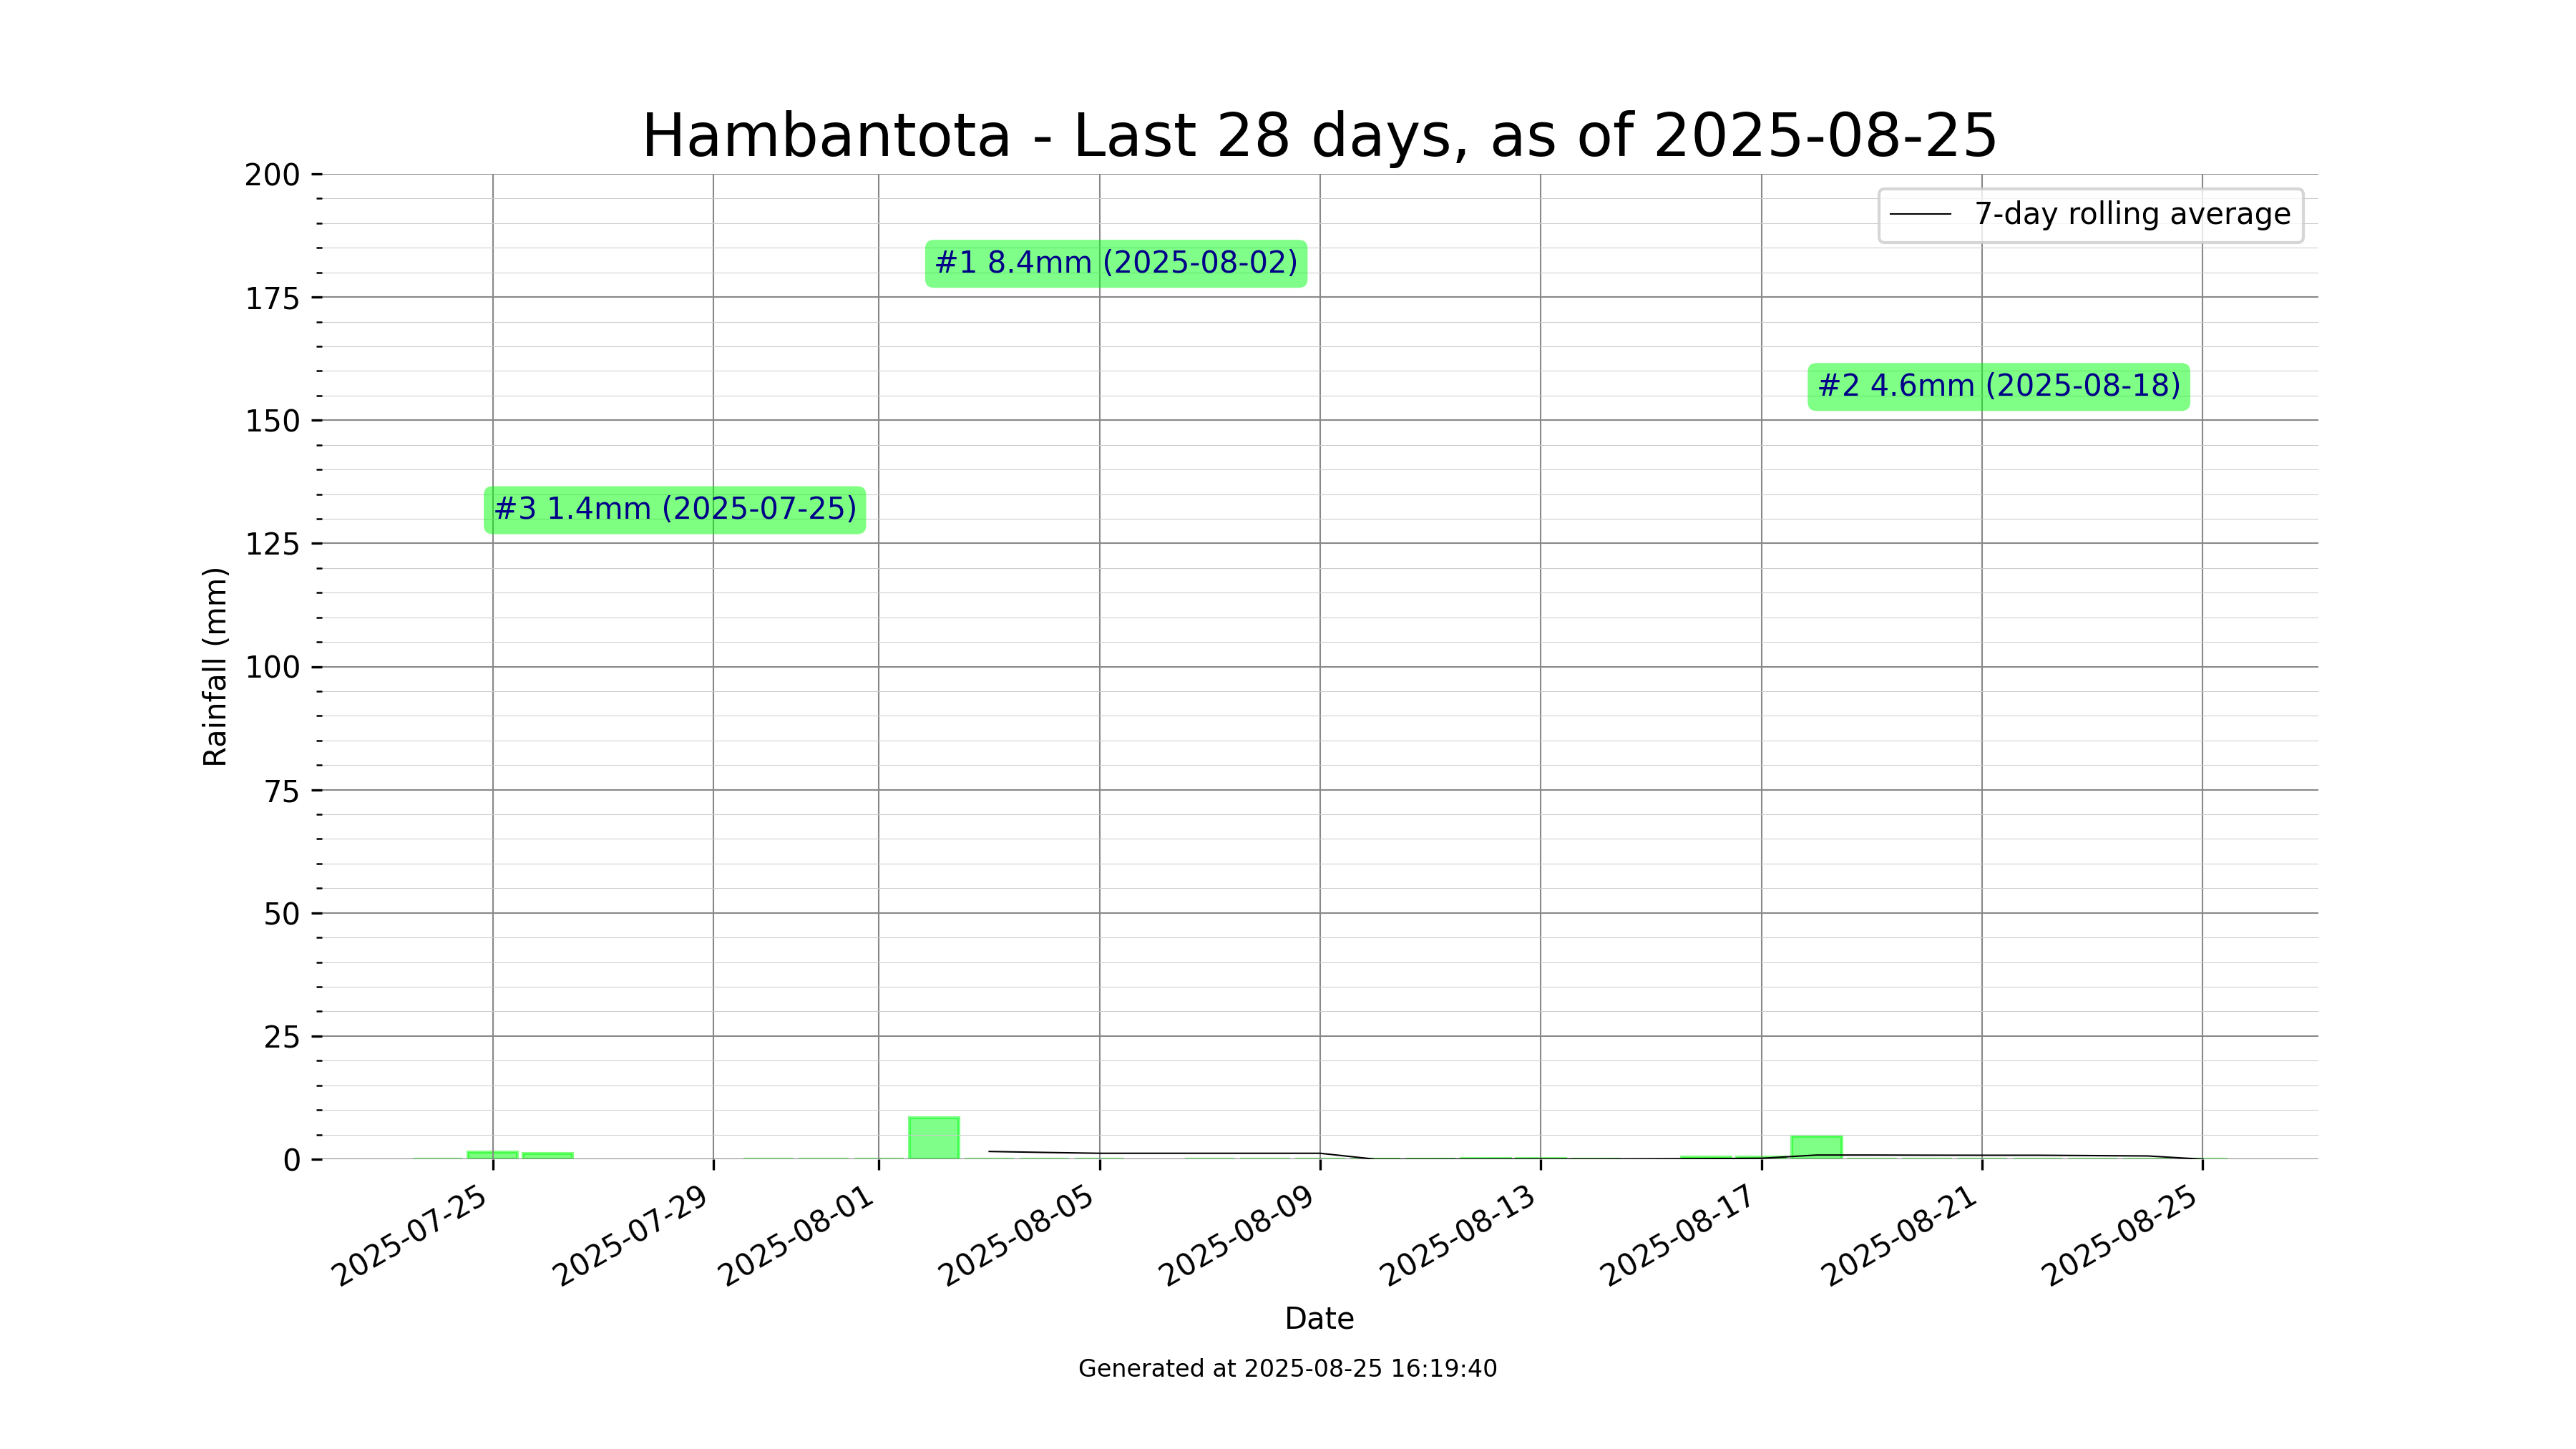 Hambantota - Last 28 days, as of 2025-08-25
200
175
150
125
100
75
50
25
0
Rainfall (mm)
7-day rolling average
#1 8.4mm (2025-08-02)
#2 4.6mm (2025-08-18)
#3 1.4mm (2025-07-25)
2025-07-25
2025-07-29
2025-08-01
2025-08-05
2025-08-09
2025-08-13
2025-08-17
2025-08-21
2025-08-25
Date
Generated at 2025-08-25 16:19:40